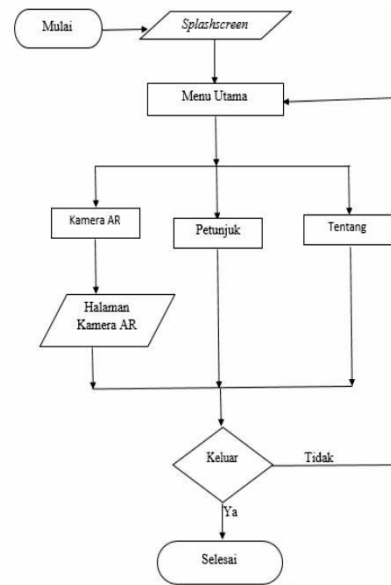 Mulai
Splashscreen
Menu Utama
Kamera AR
Petunjuk
Tentang
Halaman
Kamera AR
Keluar
Tidak
Ya
Selesai